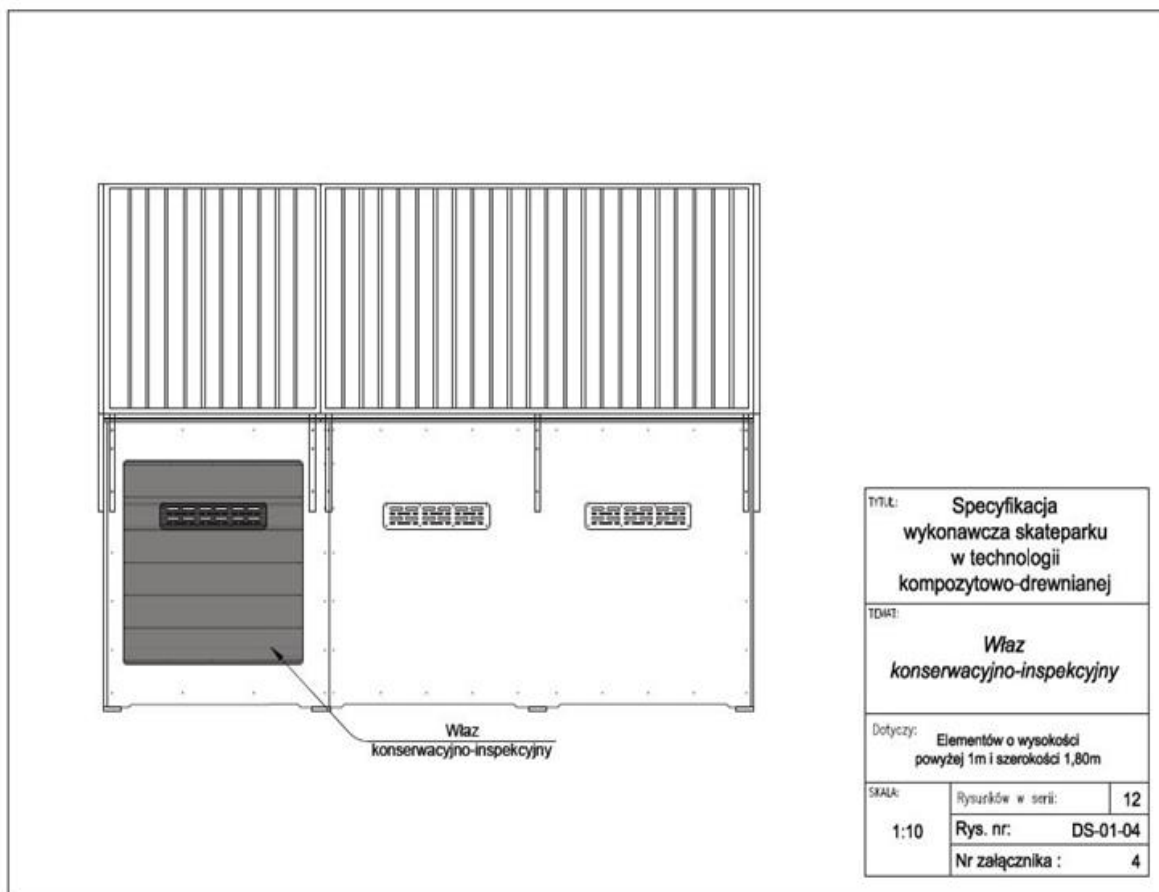 Właz
konserwacyjno-inspekcyjny
TYTUŁ:
Specyfikacja
wykonawcza skateparku
w technologii
kompozytowo-drewnianej
TEMAT:
Właz
konserwacyjno-inspekcyjny
Dotyczy:
Elementów o wysokości
powyżej 1m i szerokości 1,80m
SKALA:
1:10
Rysunków w serii: 12
Rys. nr: DS-01-04
Nr załącznika : 4